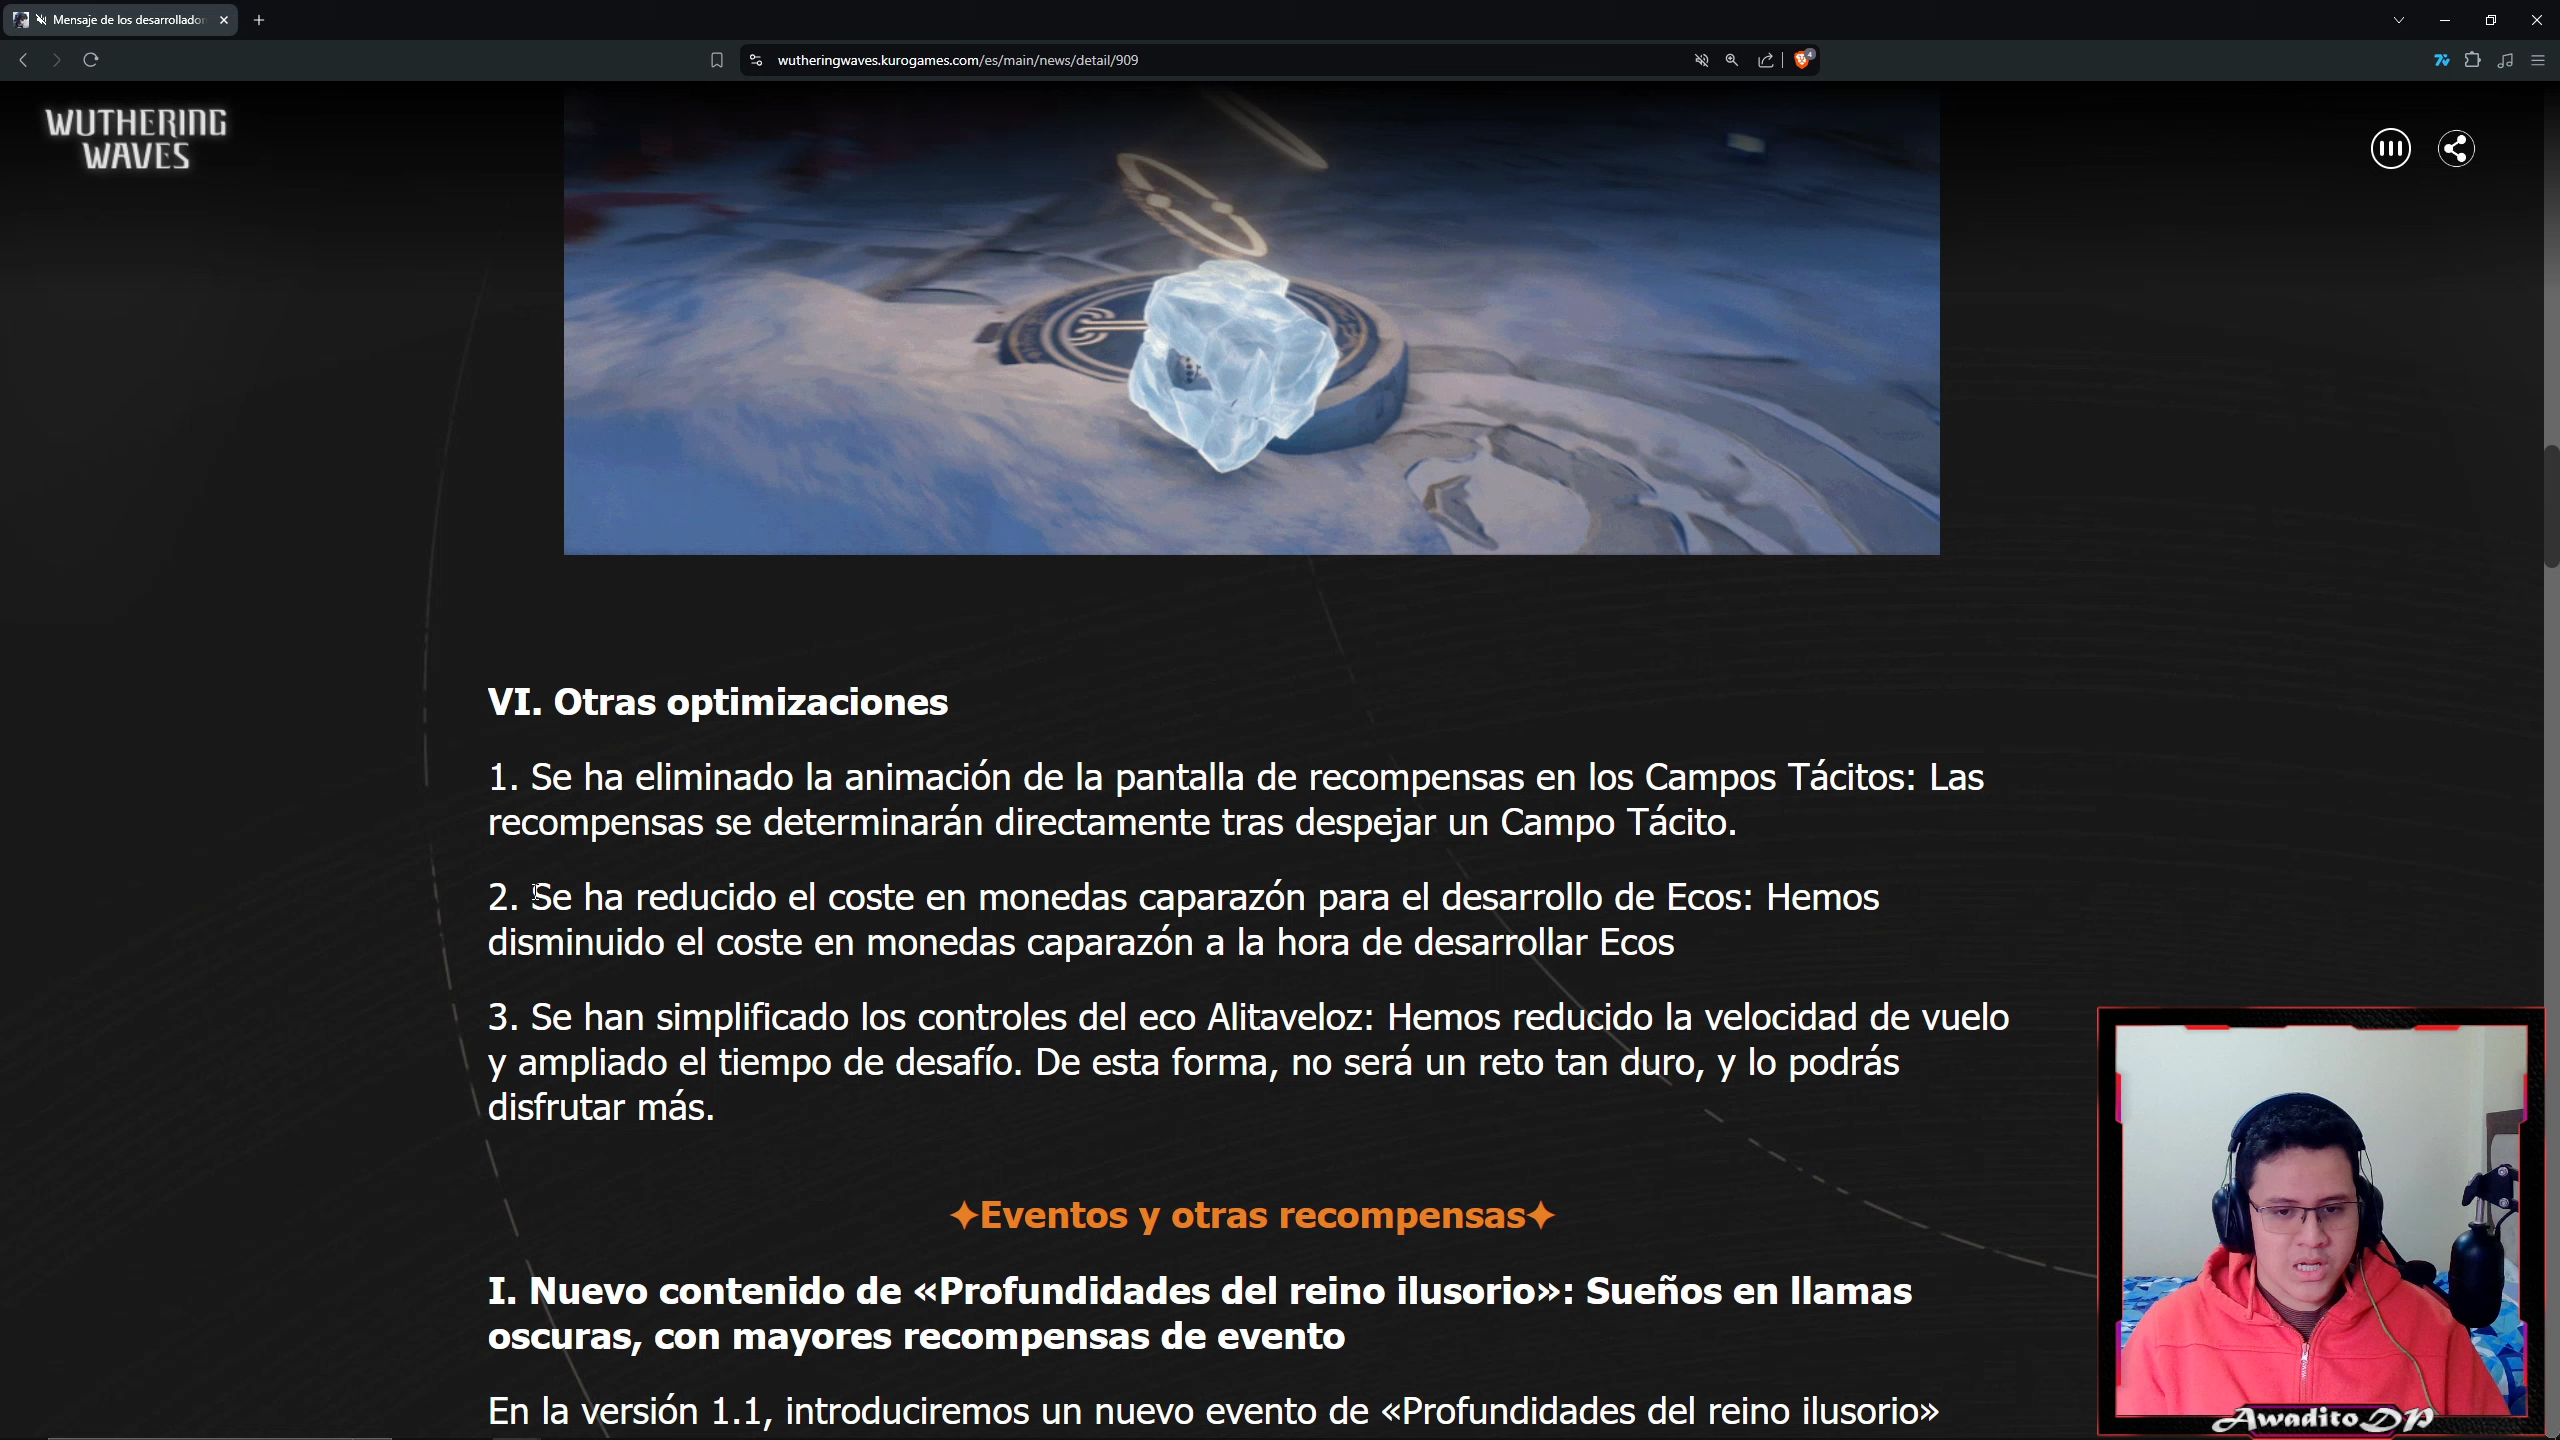 Mensaje de los desarrollador
wutheringwaves.kurogames.com/es/main/news/detail/909
4
WUTHERING
WAVES
VI. Otras optimizaciones
1. Se ha eliminado la animación de la pantalla de recompensas en los Campos Tácitos: Las
recompensas se determinarán directamente tras despejar un Campo Tácito.
2. Se ha reducido el coste en monedas caparazón para el desarrollo de Ecos: Hemos
disminuido el coste en monedas caparazón a la hora de desarrollar Ecos
3. Se han simplificado los controles del eco Alitaveloz: Hemos reducido la velocidad de vuelo
y ampliado el tiempo de desafío. De esta forma, no será un reto tan duro, y lo podrás
disfrutar más.
✦Eventos y otras recompensas✦
I. Nuevo contenido de «Profundidades del reino ilusorio»: Sueños en llamas
oscuras, con mayores recompensas de evento
En la versión 1.1, introduciremos un nuevo evento de «Profundidades del reino ilusorio»
AwaditoDP